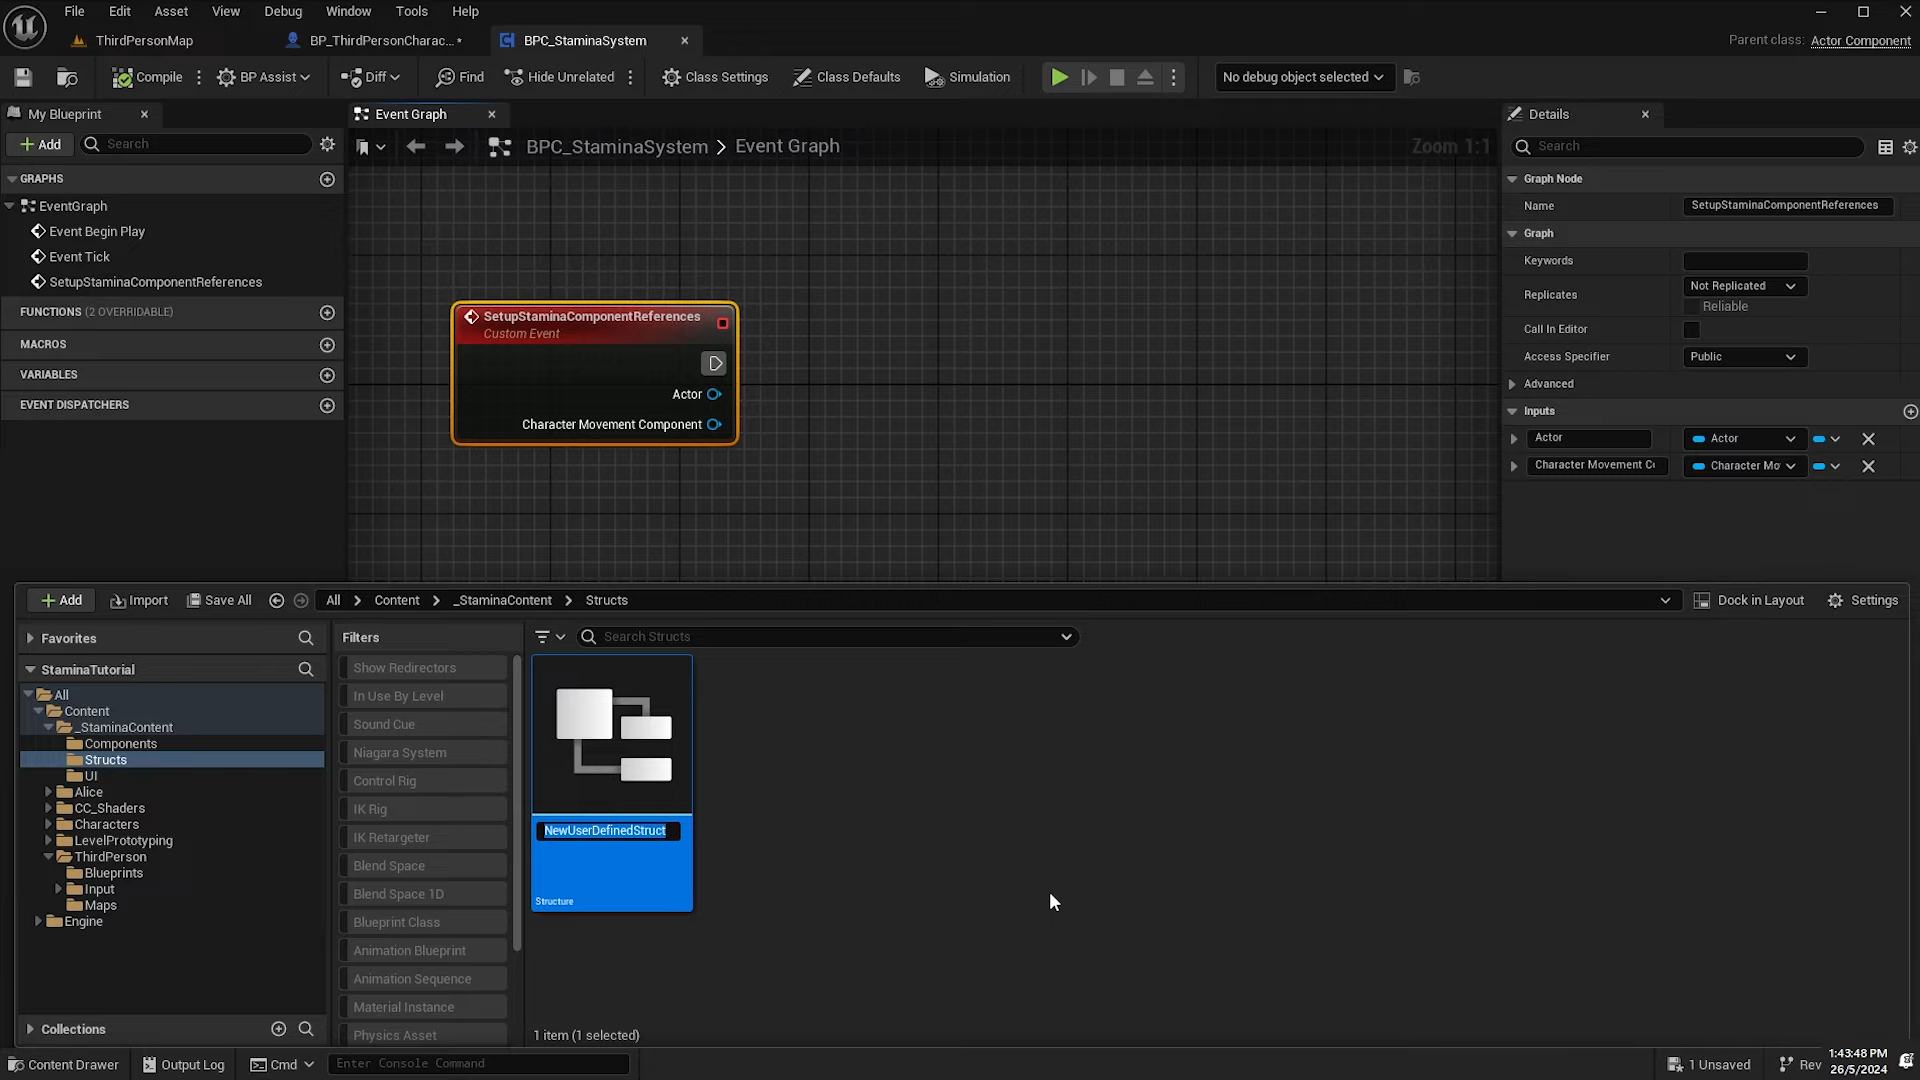 File Edit Asset View Debug Window Tools Help
ThirdPersonMap BP_ThirdPersonCharac... * BPC_StaminaSystem
Parent class: Actor Component
Compile BP Assist Diff Find Hide Unrelated Class Settings Class Defaults Simulation No debug object selected
My Blueprint Event Graph Details
Add Search BPC_StaminaSystem > Event Graph Zoom 1:1 Search
GRAPHS Graph Node
EventGraph Name SetupStaminaComponentReferences
Event Begin Play Graph
Event Tick Keywords
SetupStaminaComponentReferences Replicates Not Replicated
Reliable
FUNCTIONS (2 OVERRIDABLE)
SetupStaminaComponentReferences
Custom Event
Call In Editor
MACROS
Access Specifier Public
VARIABLES
Advanced
Actor
EVENT DISPATCHERS Inputs
Character Movement Component
Actor Actor
Character Movement Co Character Mo
Add Import Save All All > Content > _StaminaContent > Structs Dock in Layout Settings
Favorites Filters Search Structs
StaminaTutorial Show Redirectors
All In Use By Level
Content Sound Cue
_StaminaContent Niagara System
Components Control Rig
Structs IK Rig
UI IK Retargeter
Alice Blend Space
CC_Shaders Blend Space 1D
Characters Blueprint Class
LevelPrototyping Animation Blueprint
ThirdPerson Animation Sequence
Blueprints Material Instance
Input Physics Asset
Maps
Engine
NewUserDefinedStruct
Structure
Collections 1 item (1 selected)
Content Drawer Output Log Cmd Enter Console Command 1 Unsaved Rev 1:43:48 PM
26/5/2024